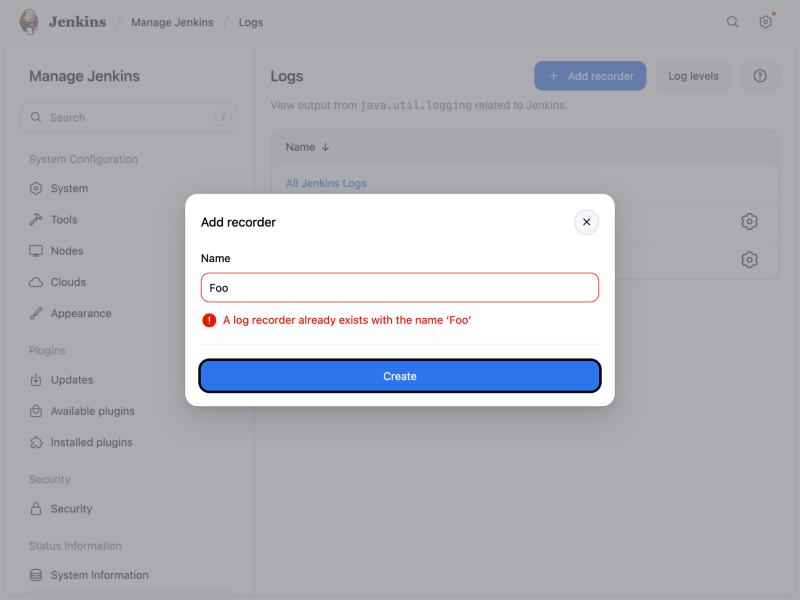 Jenkins / Manage Jenkins / Logs
Manage Jenkins
Search /
System Configuration
System
Tools
Nodes
Clouds
Appearance
Plugins
Updates
Available plugins
Installed plugins
Security
Security
Status Information
System Information
Logs
+ Add recorder
Log levels
?
View output from java.util.logging related to Jenkins.
Name ↓
All Jenkins Logs
Add recorder
Name
Foo
A log recorder already exists with the name ‘Foo’
Create